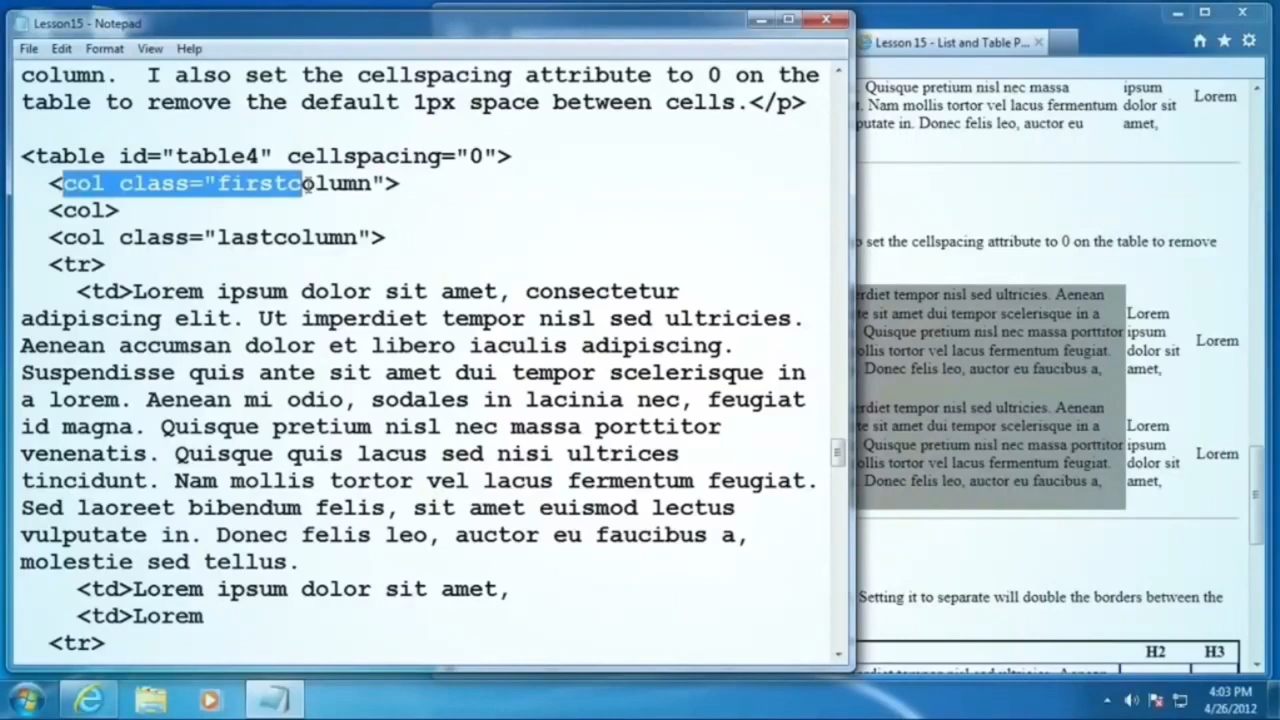 Lesson15 - Notepad
File Edit Format View Help
column.  I also set the cellspacing attribute to 0 on the
table to remove the default 1px space between cells.</p>
<table id="table4" cellspacing="0">
<col class="firstcolumn">
<col>
<col class="lastcolumn">
<tr>
<td>Lorem ipsum dolor sit amet, consectetur
adipiscing elit. Ut imperdiet tempor nisl sed ultricies.
Aenean accumsan dolor et libero iaculis adipiscing.
Suspendisse quis ante sit amet dui tempor scelerisque in
a lorem. Aenean mi odio, sodales in lacinia nec, feugiat
id magna. Quisque pretium nisl nec massa porttitor
venenatis. Quisque quis lacus sed nisi ultrices
tincidunt. Nam mollis tortor vel lacus fermentum feugiat.
Sed laoreet bibendum felis, sit amet euismod lectus
vulputate in. Donec felis leo, auctor eu faucibus a,
molestie sed tellus.
<td>Lorem ipsum dolor sit amet,
<td>Lorem
<tr>
Lesson 15 - List and Table P...
. Quisque pretium nisl nec massa
t. Nam mollis tortor vel lacus fermentum
putate in. Donec felis leo, auctor eu
ipsum
dolor sit
amet,
Lorem
o set the cellspacing attribute to 0 on the table to remove
erdiet tempor nisl sed ultricies. Aenean
te sit amet dui tempor scelerisque in a
. Quisque pretium nisl nec massa porttitor
ollis tortor vel lacus fermentum feugiat.
. Donec felis leo, auctor eu faucibus a,
Lorem
ipsum
dolor sit
amet,
Lorem
erdiet tempor nisl sed ultricies. Aenean
te sit amet dui tempor scelerisque in a
. Quisque pretium nisl nec massa porttitor
ollis tortor vel lacus fermentum feugiat.
. Donec felis leo, auctor eu faucibus a,
Lorem
ipsum
dolor sit
amet,
Lorem
Setting it to separate will double the borders between the
H2 H3
4:03 PM
4/26/2012